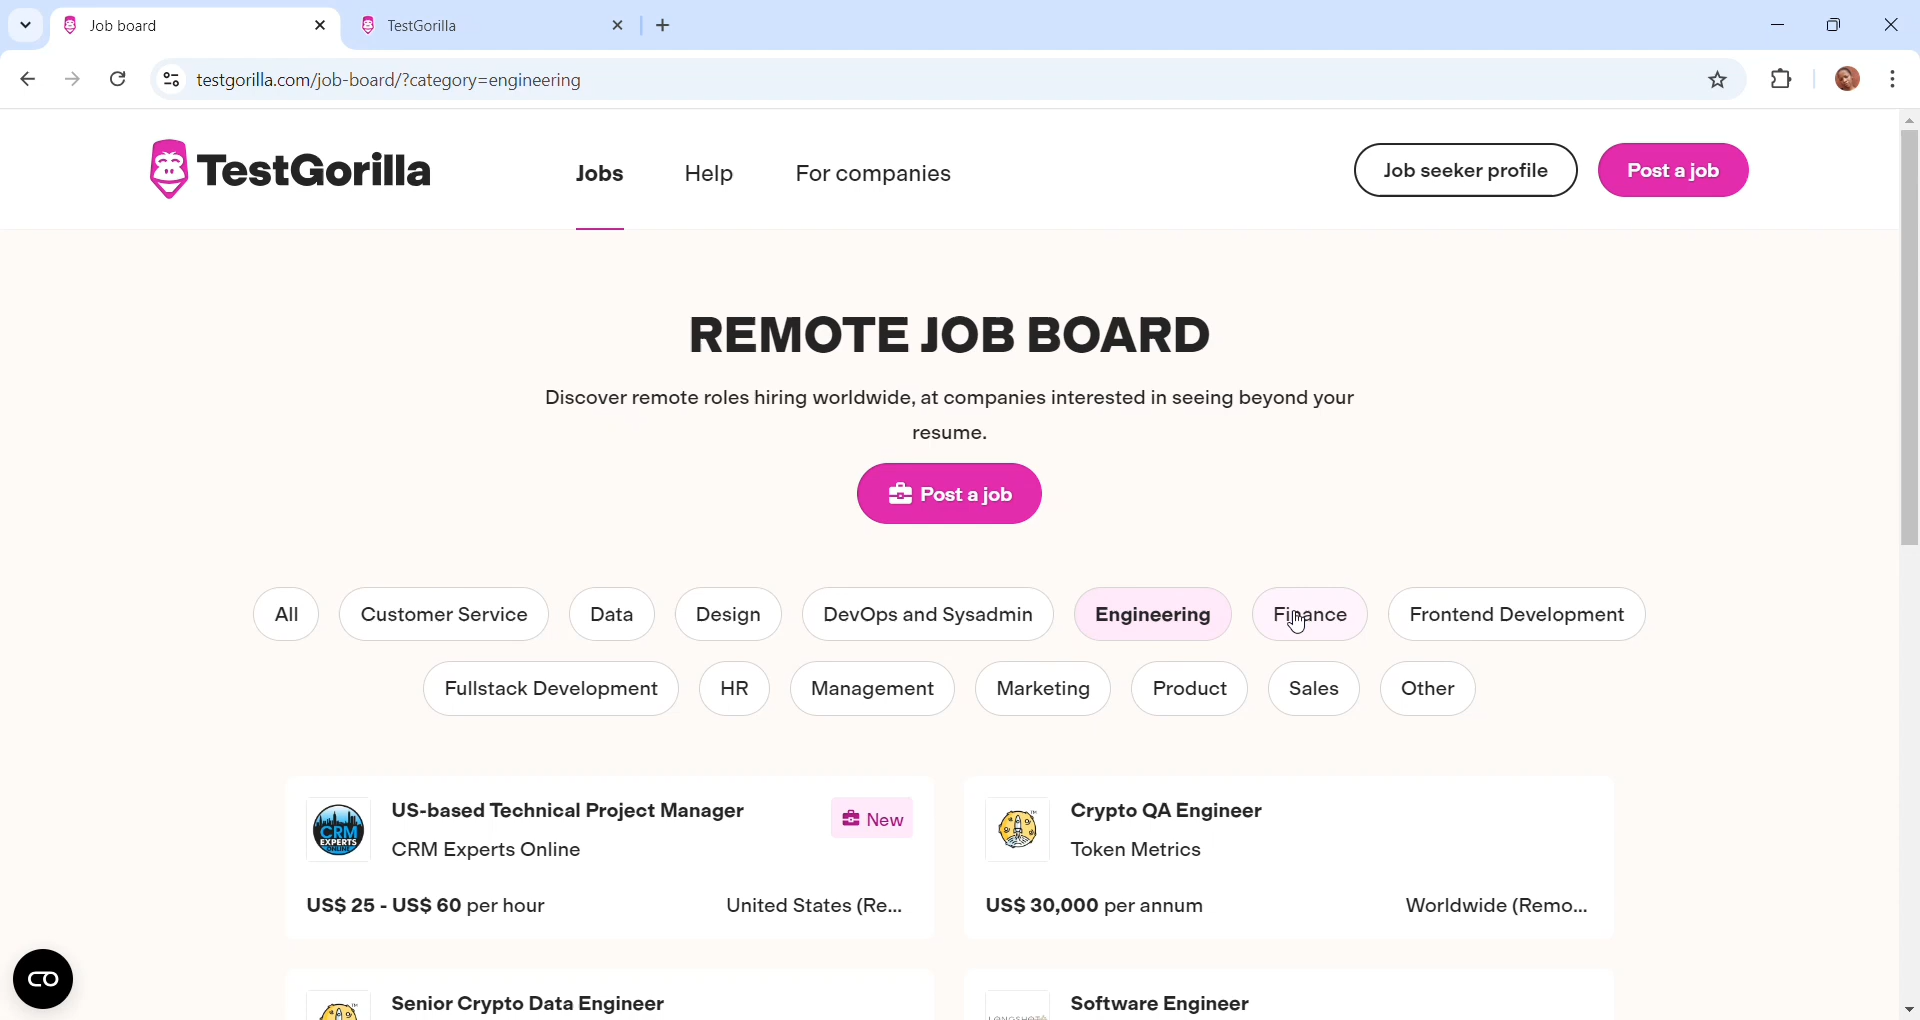 Job board
TestGorilla
testgorilla.com/job-board/?category=engineering
TestGorilla
Jobs
Help
For companies
Job seeker profile
Post a job
REMOTE JOB BOARD
Discover remote roles hiring worldwide, at companies interested in seeing beyond your
resume.
Post a job
All
Customer Service
Data
Design
DevOps and Sysadmin
Engineering
Finance
Frontend Development
Fullstack Development
HR
Management
Marketing
Product
Sales
Other
CRM
EXPERTS
ONLINE
US-based Technical Project Manager
New
CRM Experts Online
US$ 25 - US$ 60 per hour
United States (Re...
Crypto QA Engineer
Token Metrics
US$ 30,000 per annum
Worldwide (Remo...
Senior Crypto Data Engineer
Software Engineer